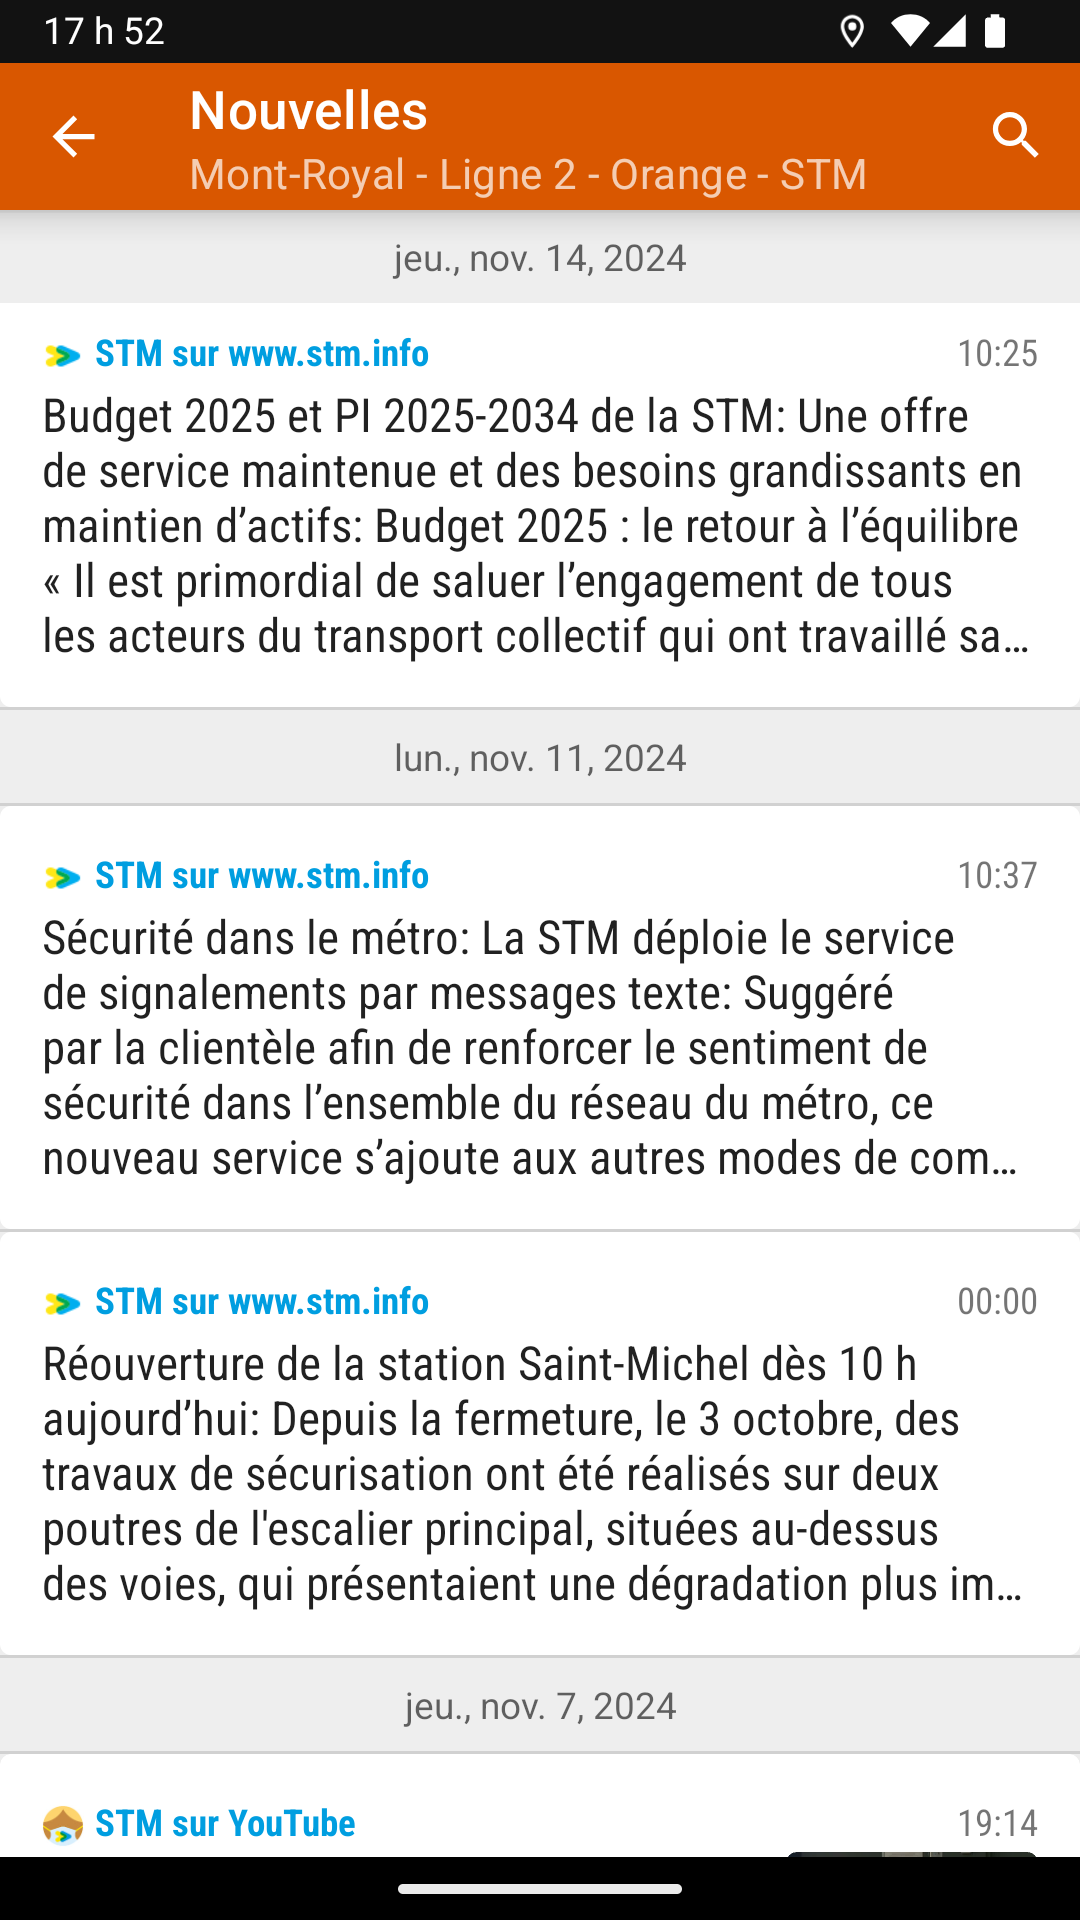 17 h 52
Nouvelles
Mont-Royal - Ligne 2 - Orange - STM
jeu., nov. 14, 2024
STM sur www.stm.info 10:25
Budget 2025 et PI 2025-2034 de la STM: Une offre
de service maintenue et des besoins grandissants en
maintien d’actifs: Budget 2025 : le retour à l’équilibre
« Il est primordial de saluer l’engagement de tous
les acteurs du transport collectif qui ont travaillé sa…
lun., nov. 11, 2024
STM sur www.stm.info 10:37
Sécurité dans le métro: La STM déploie le service
de signalements par messages texte: Suggéré
par la clientèle afin de renforcer le sentiment de
sécurité dans l’ensemble du réseau du métro, ce
nouveau service s’ajoute aux autres modes de com…
STM sur www.stm.info 00:00
Réouverture de la station Saint-Michel dès 10 h
aujourd’hui: Depuis la fermeture, le 3 octobre, des
travaux de sécurisation ont été réalisés sur deux
poutres de l'escalier principal, situées au-dessus
des voies, qui présentaient une dégradation plus im…
jeu., nov. 7, 2024
STM sur YouTube 19:14